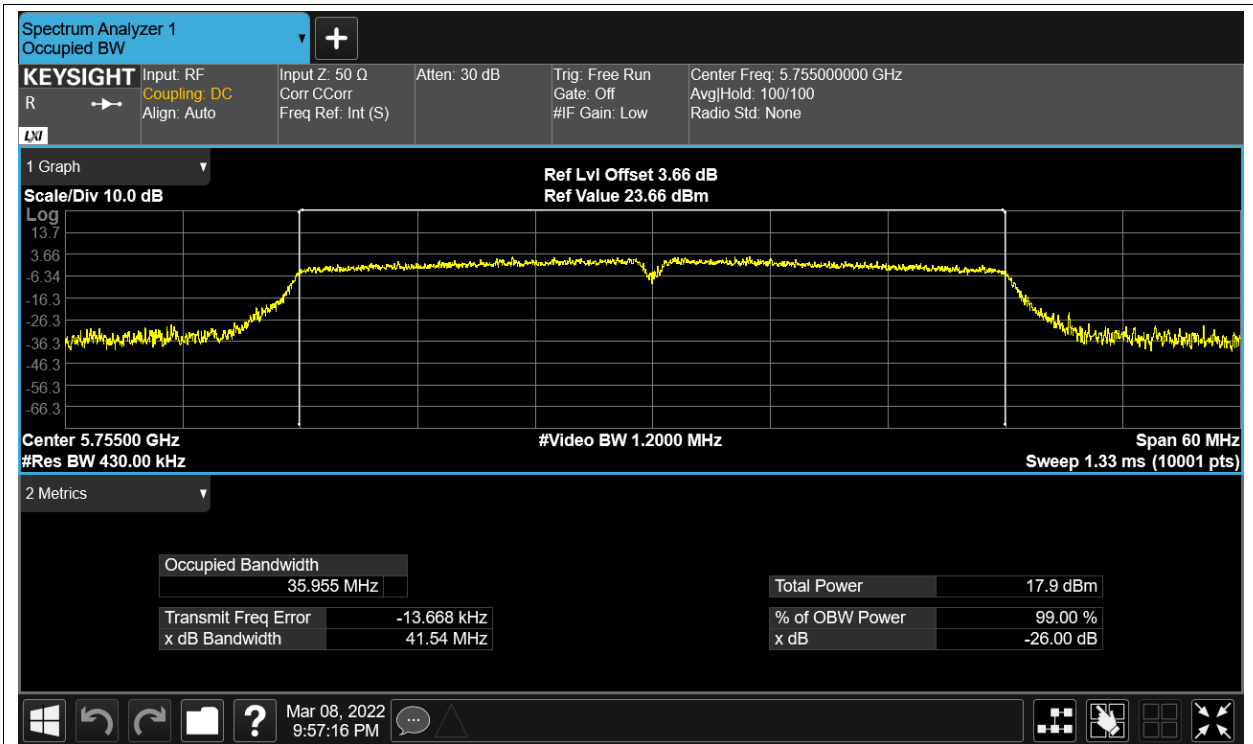 Spectrum Analyzer 1
Occupied BW
KEYSIGHT
R
LXI
Input: RF
Coupling: DC
Align: Auto
Input Z: 50 Ω
Corr CCorr
Freq Ref: Int (S)
Atten: 30 dB
Trig: Free Run
Gate: Off
#IF Gain: Low
Center Freq: 5.755000000 GHz
Avg|Hold: 100/100
Radio Std: None
1 Graph
Scale/Div 10.0 dB
Ref Lvl Offset 3.66 dB
Ref Value 23.66 dBm
Log
13.7
3.66
-6.34
-16.3
-26.3
-36.3
-46.3
-56.3
-66.3
Center 5.75500 GHz
#Video BW 1.2000 MHz
Span 60 MHz
#Res BW 430.00 kHz
Sweep 1.33 ms (10001 pts)
2 Metrics
Occupied Bandwidth
35.955 MHz
Transmit Freq Error -13.668 kHz
x dB Bandwidth 41.54 MHz
Total Power 17.9 dBm
% of OBW Power 99.00 %
x dB -26.00 dB
?
Mar 08, 2022
9:57:16 PM